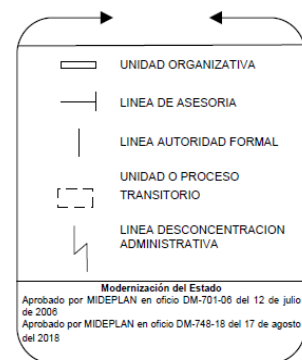 UNIDAD ORGANIZATIVA
LINEA DE ASESORIA
LINEA AUTORIDAD FORMAL
UNIDAD O PROCESO
TRANSITORIO
LINEA DESCONCENTRACION
ADMINISTRATIVA
Modernización del Estado
Aprobado por MIDEPLAN en oficio DM-701-06 del 12 de julio
de 2006
Aprobado por MIDEPLAN en oficio DM-748-18 del 17 de agosto
del 2018